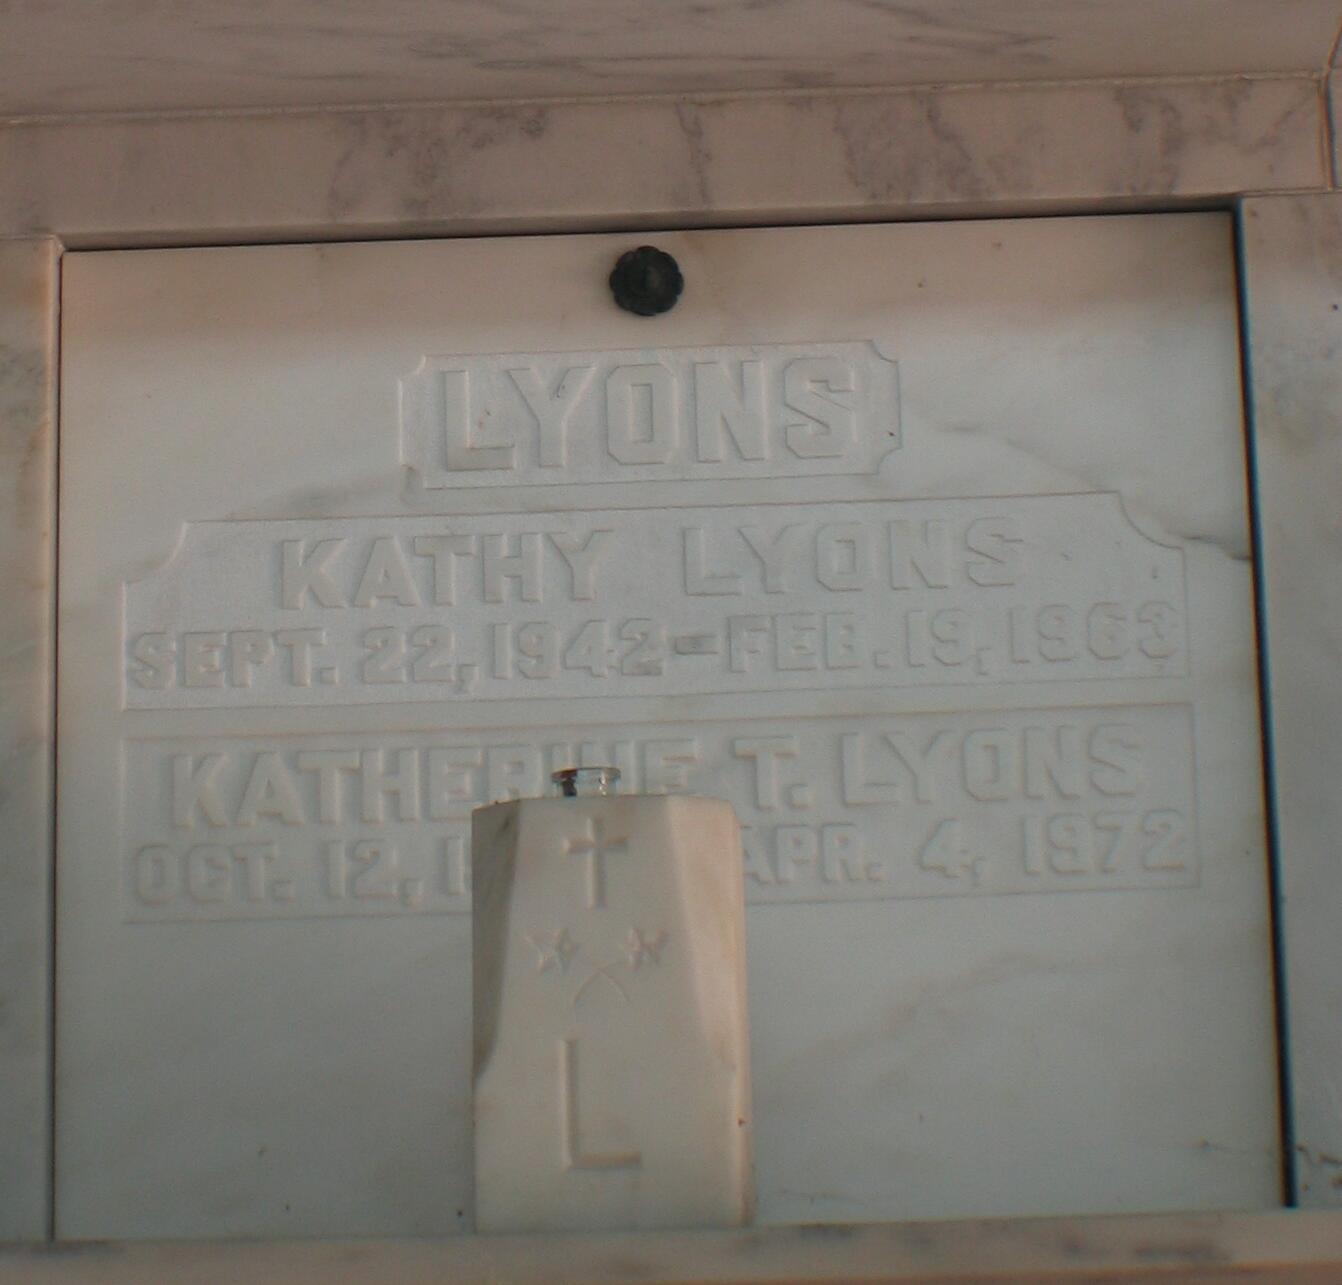 LYONS
KATHY LYONS
SEPT. 22, 1942-FEB. 19, 1963
KATHERINE T. LYONS
OCT. 12, APR. 4, 1972
L